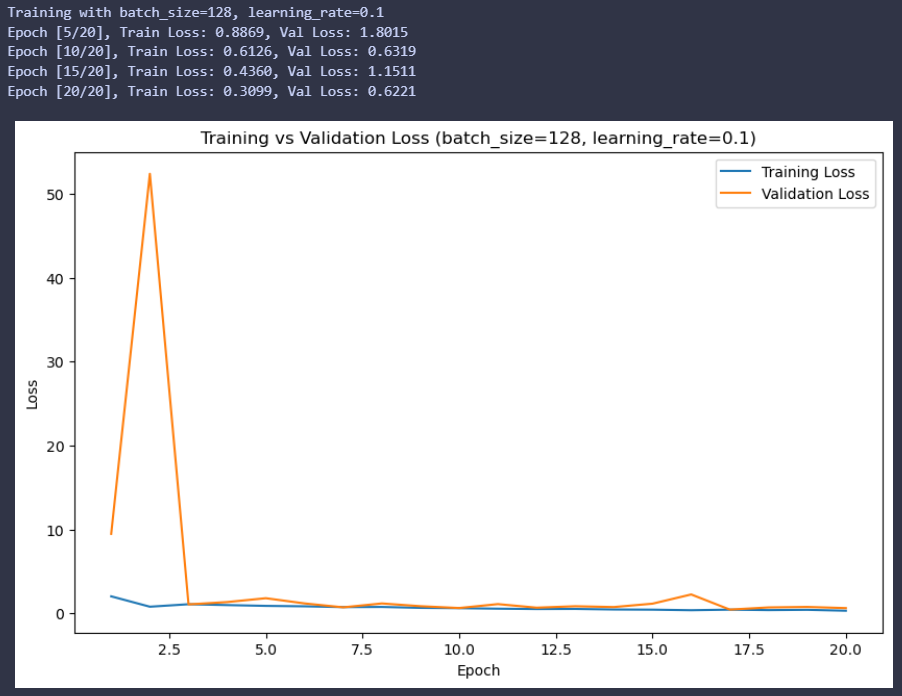 Training with batch_size=128, learning_rate=0.1
Epoch [5/20], Train Loss: 0.8869, Val Loss: 1.8015
Epoch [10/20], Train Loss: 0.6126, Val Loss: 0.6319
Epoch [15/20], Train Loss: 0.4360, Val Loss: 1.1511
Epoch [20/20], Train Loss: 0.3099, Val Loss: 0.6221
Training vs Validation Loss (batch_size=128, learning_rate=0.1)
Training Loss
Validation Loss
50
40
30
20
10
0
Loss
2.5 5.0 7.5 10.0 12.5 15.0 17.5 20.0
Epoch